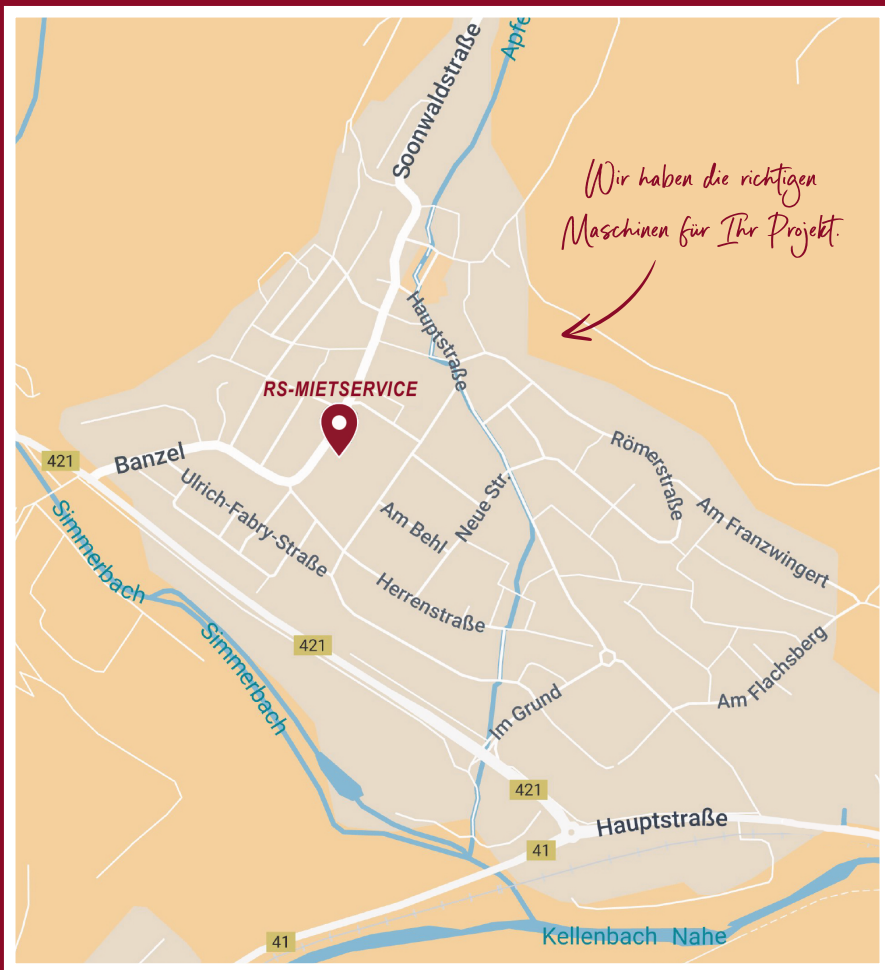 Apfe
Soonwaldstraße
Wir haben die richtigen
Maschinen für Ihr Projekt.
Hauptstraße
RS-MIETSERVICE
Römerstraße
421
Banzel
Ulrich-Fabry-Straße
Am Behl
Neue Str.
Am Franzwingert
Simmerbach
Herrenstraße
Simmerbach
421
Am Flachsberg
Im Grund
421
Hauptstraße
41
41
Kellenbach Nahe